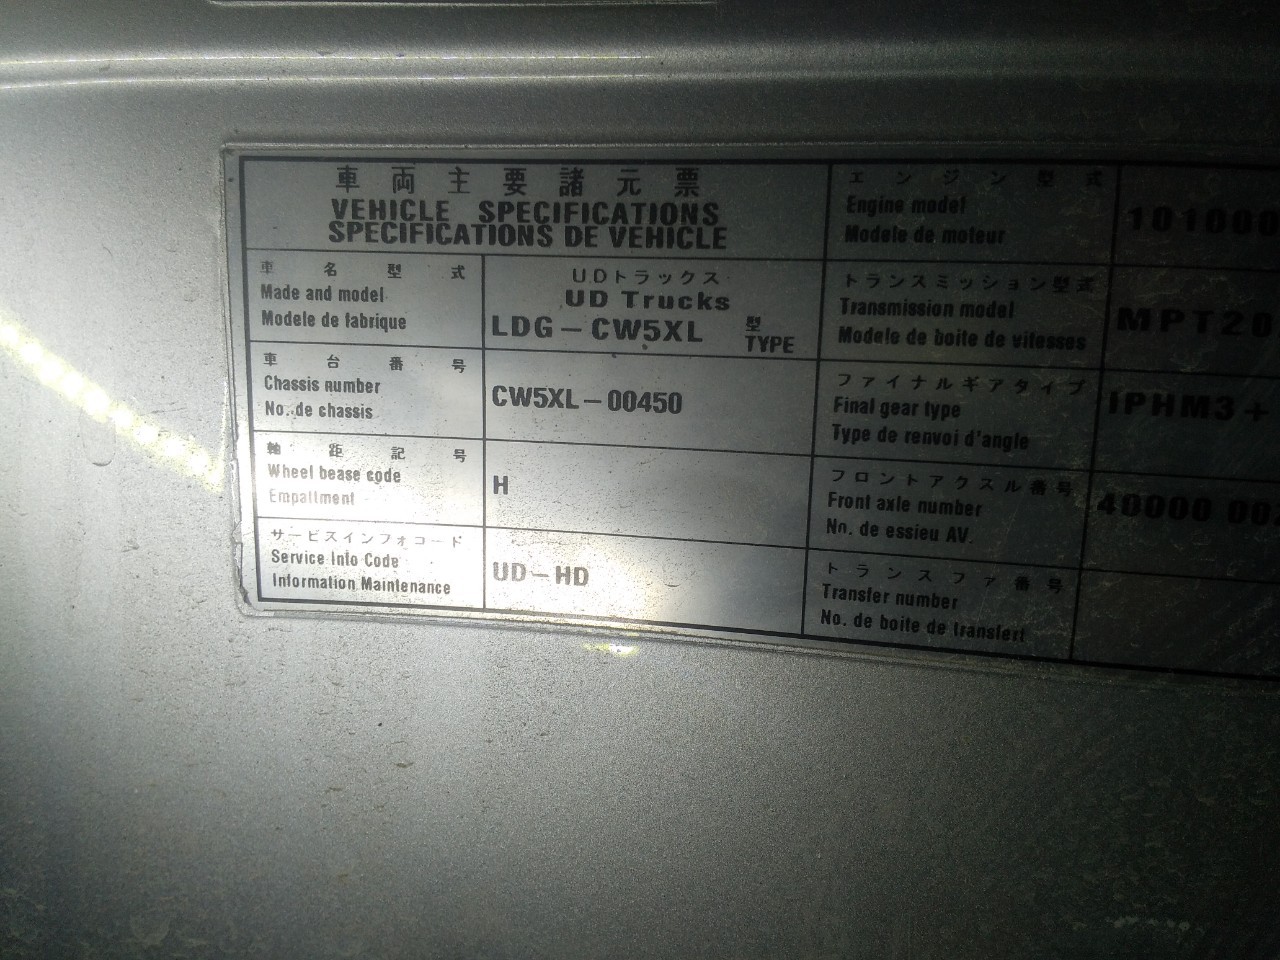 車両主要諸元票
VEHICLE SPECIFICATIONS
SPECIFICATIONS DE VEHICLE
車名型式
Made and model
Modele de fabrique
UDトラックス
UD Trucks
LDG-CW5XL 型 TYPE
車台番号
Chassis number
No. de chassis
CW5XL-00450
軸距記号
Wheel bease code
Empallment
H
サービスインフォコード
Service Info Code
Information Maintenance
UD-HD
エンジン型式
Engine model
Modele de moteur
101000
トランスミッション型式
Transmission model
Modele de boite de vitesses
MPT20
ファイナルギアタイプ
Final gear type
Type de renvoi d'angle
IPHM3+
フロントアクスル番号
Front axle number
No. de essieu AV.
40000 00
トランスファ番号
Transfer number
No. de boite de transfert